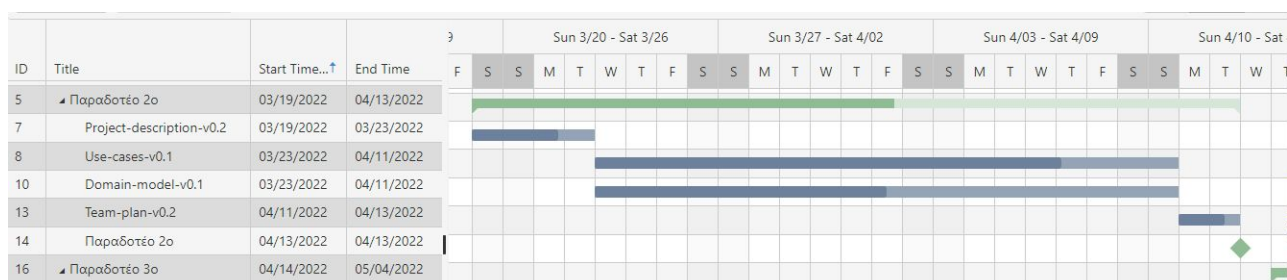 9 Sun 3/20 - Sat 3/26 Sun 3/27 - Sat 4/02 Sun 4/03 - Sat 4/09 Sun 4/10 - Sat
ID Title Start Time...↑ End Time F S S M T W T F S S M T W T F S S M T W T F S S M T W T
5 Παραδοτέο 2ο 03/19/2022 04/13/2022
7 Project-description-v0.2 03/19/2022 03/23/2022
8 Use-cases-v0.1 03/23/2022 04/11/2022
10 Domain-model-v0.1 03/23/2022 04/11/2022
13 Team-plan-v0.2 04/11/2022 04/13/2022
14 Παραδοτέο 2ο 04/13/2022 04/13/2022
16 Παραδοτέο 3ο 04/14/2022 05/04/2022